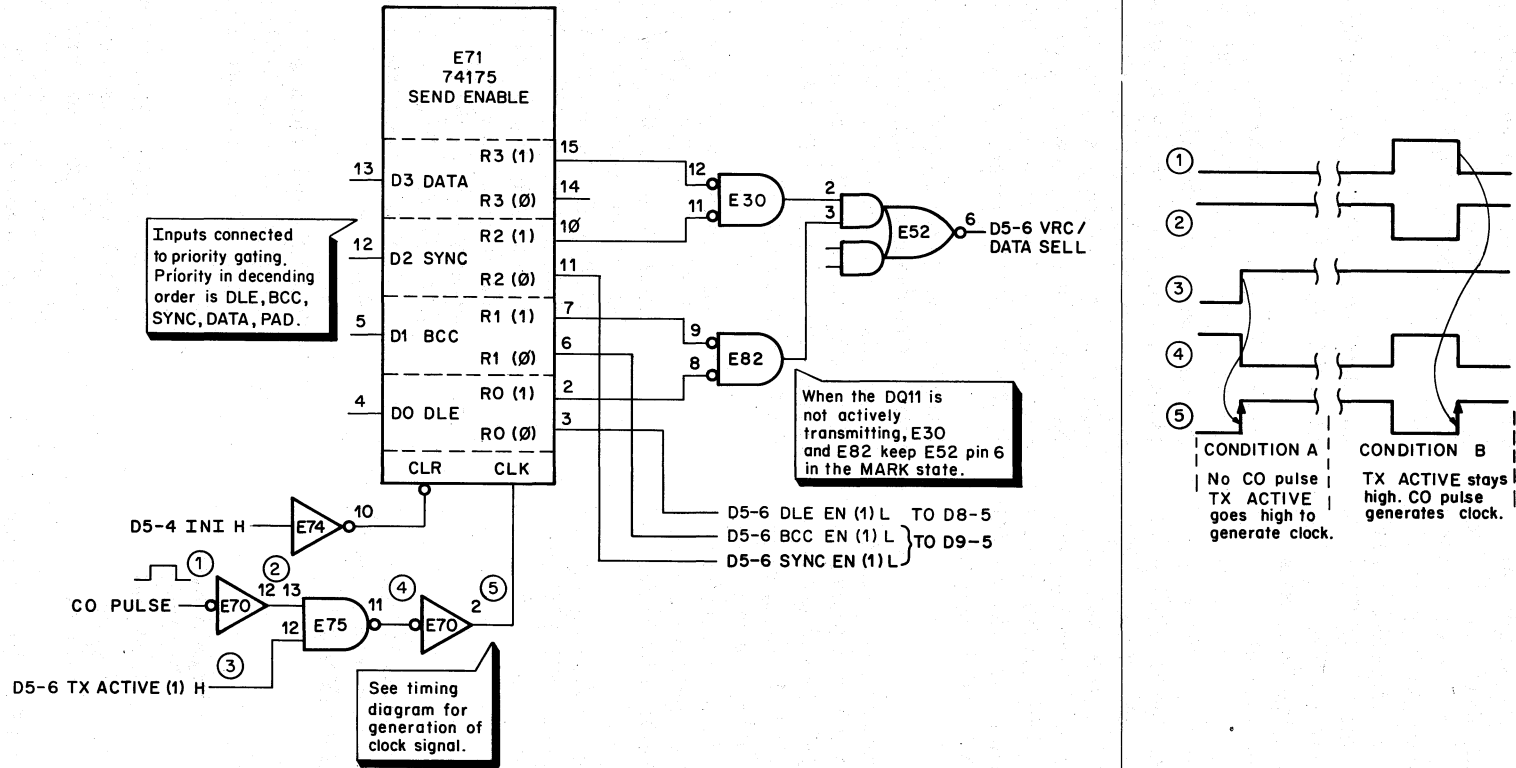 E71
74175
SEND ENABLE
13
D3 DATA
R3 (1)
15
R3 (Ø)
14
12
D2 SYNC
R2 (1)
1Ø
R2 (Ø)
11
5
D1 BCC
R1 (1)
7
R1 (Ø)
6
4
D0 DLE
RO (1)
2
RO (Ø)
3
CLR
CLK
Inputs connected
to priority gating.
Priority in decending
order is DLE, BCC,
SYNC, DATA, PAD.
12
11
E30
2
3
E52
6
D5-6 VRC/
DATA SELL
9
8
E82
When the DQ11 is
not actively
transmitting, E30
and E82 keep E52 pin 6
in the MARK state.
D5-6 DLE EN (1) L TO D8-5
D5-6 BCC EN (1) L
D5-6 SYNC EN (1) L
TO D9-5
D5-4 INI H
E74
10
1
2
CO PULSE
E70
12 13
12
E75
11
4
E70
2
5
3
D5-6 TX ACTIVE (1) H
See timing
diagram for
generation of
clock signal.
1
2
3
4
5
CONDITION A
No CO pulse
TX ACTIVE
goes high to
generate clock.
CONDITION B
TX ACTIVE stays
high. CO pulse
generates clock.